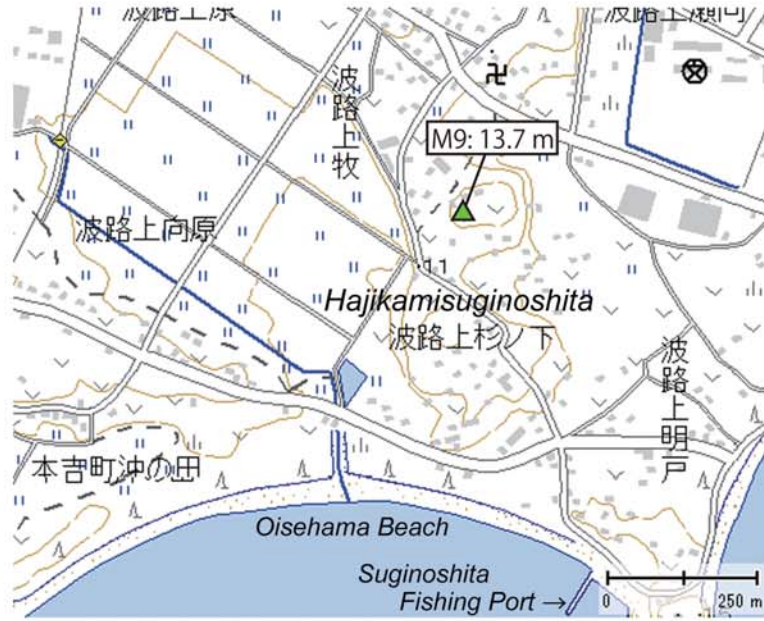 波路上原
波路上瀬向
卍
波路上牧
M9: 13.7 m
波路上向原
11
Hajikamisuginoshita
波路上杉ノ下
波路上明戸
本吉町沖の田
Oisehama Beach
Suginoshita
Fishing Port →
0
250 m